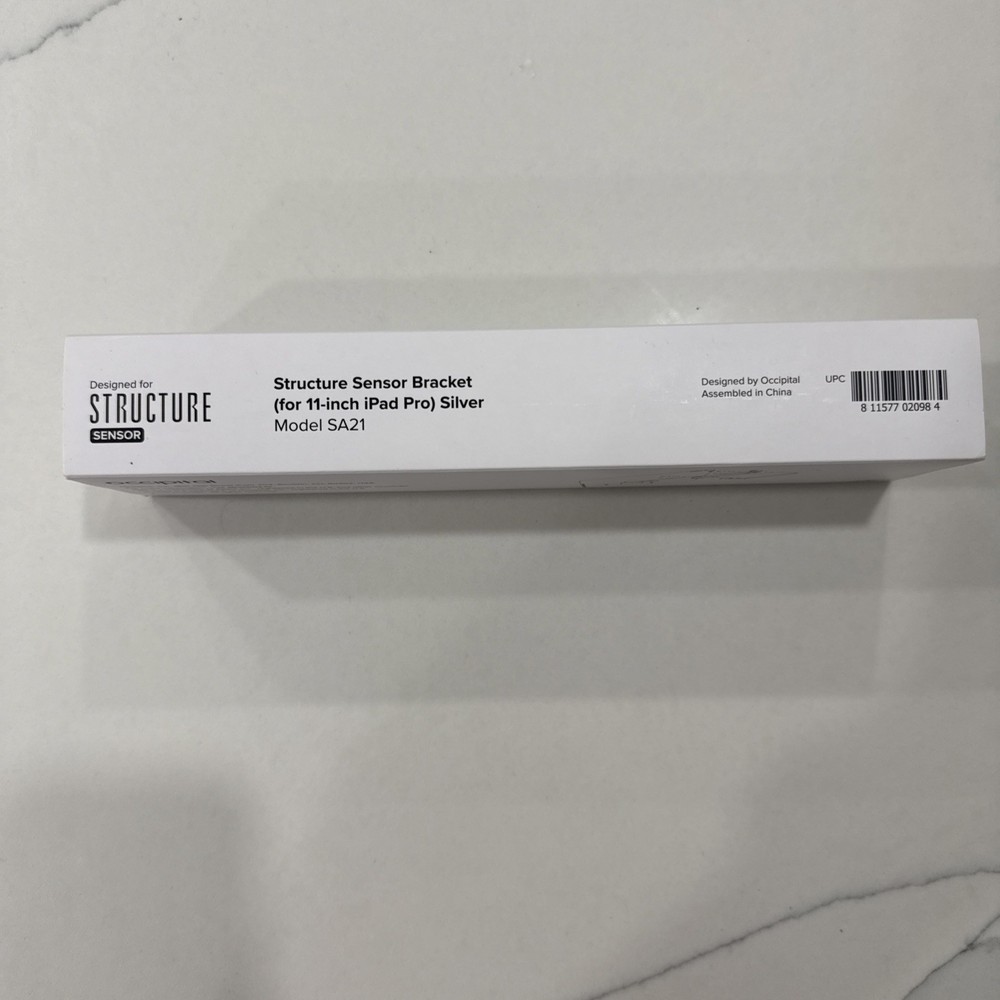 Designed for
STRUCTURE
SENSOR
Structure Sensor Bracket
(for 11-inch iPad Pro) Silver
Model SA21
Designed by Occipital
Assembled in China
UPC
8 11577 02098 4
occipital